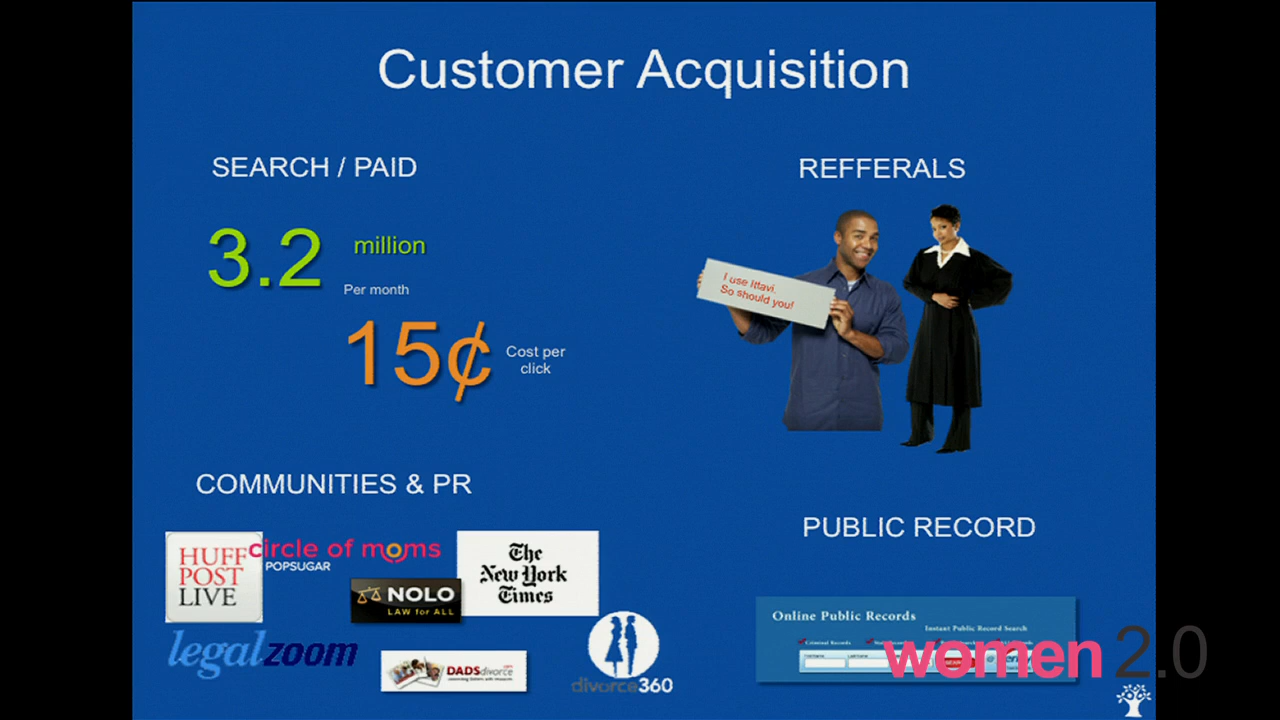 Customer Acquisition
SEARCH / PAID
3.2 million
Per month
15¢ Cost per
click
REFFERALS
I use Ittavi.
So should you!
COMMUNITIES & PR
HUFF
POST
LIVE
circle of moms
POPSUGAR
NOLO
LAW for ALL
The
New York
Times
legalzoom
DADSdivorce
divorce360
PUBLIC RECORD
Online Public Records
Instant Public Record Search
Criminal Records
women 2.0